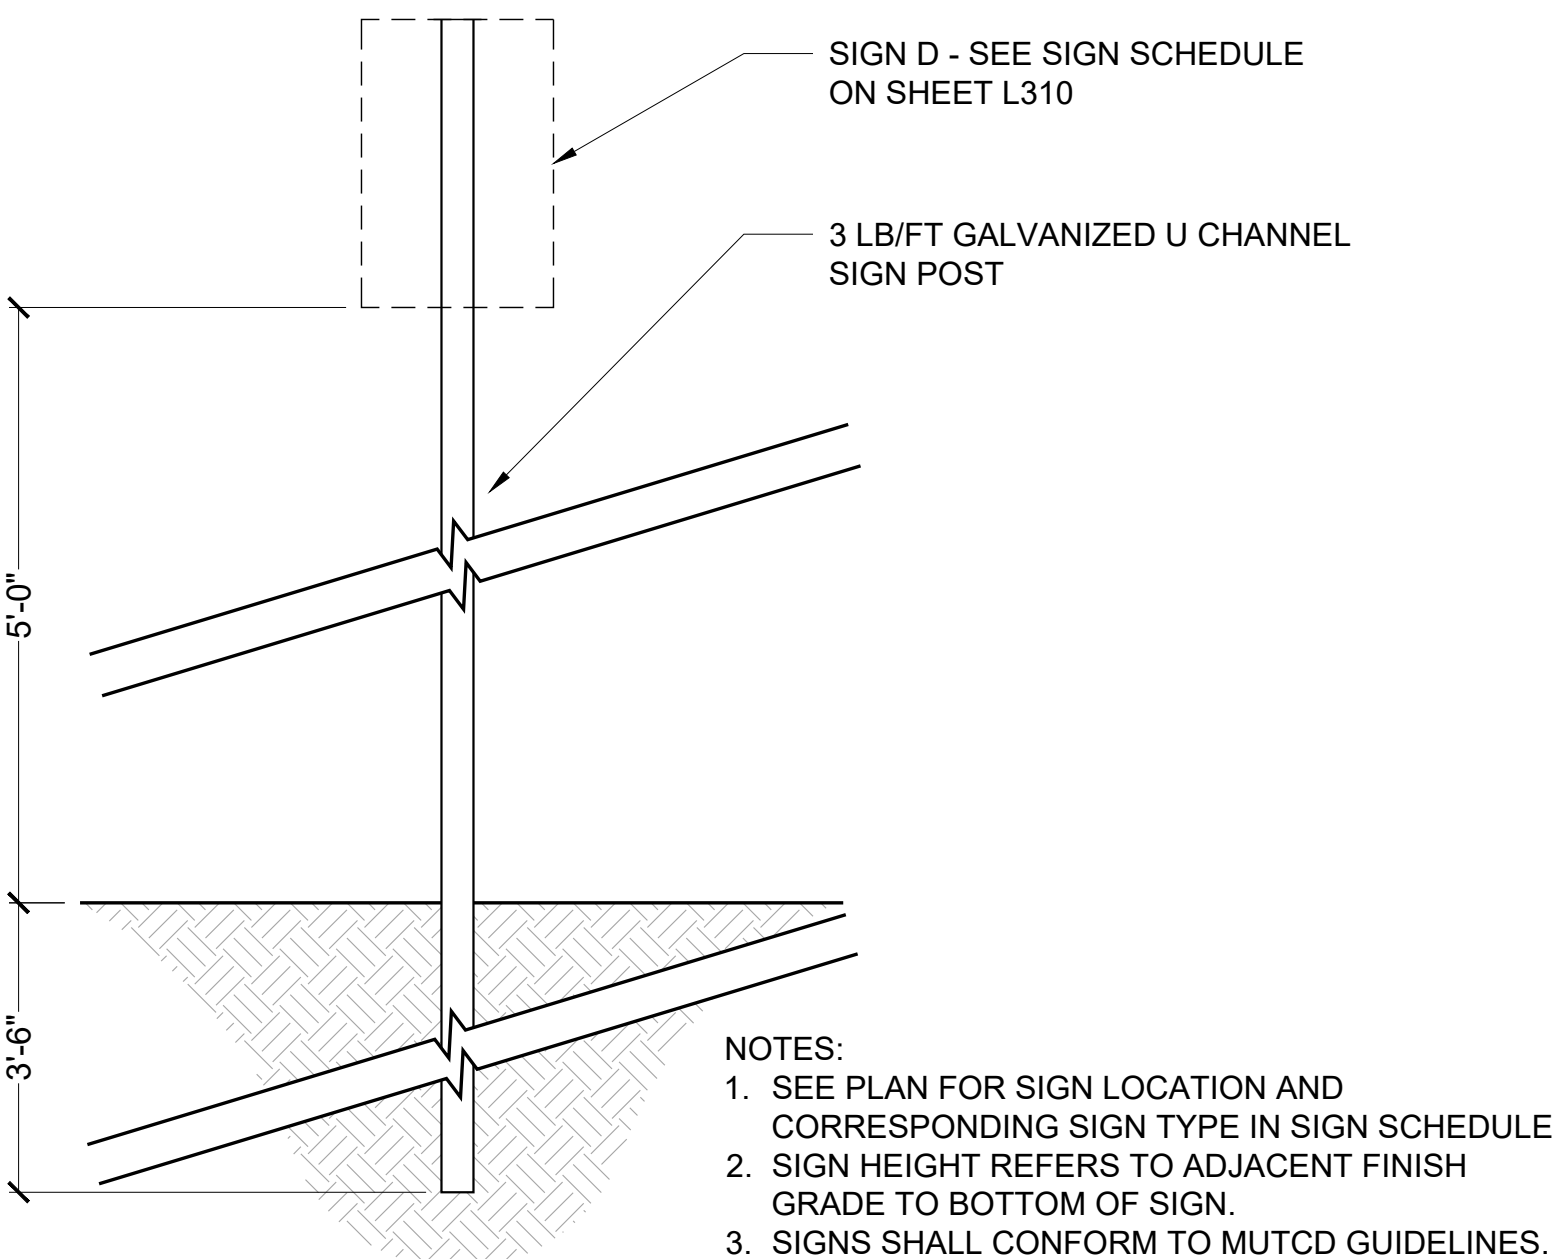 SIGN D - SEE SIGN SCHEDULE
ON SHEET L310
3 LB/FT GALVANIZED U CHANNEL
SIGN POST
5'-0"
3'-6"
NOTES:
1. SEE PLAN FOR SIGN LOCATION AND
CORRESPONDING SIGN TYPE IN SIGN SCHEDULE
2. SIGN HEIGHT REFERS TO ADJACENT FINISH
GRADE TO BOTTOM OF SIGN.
3. SIGNS SHALL CONFORM TO MUTCD GUIDELINES.